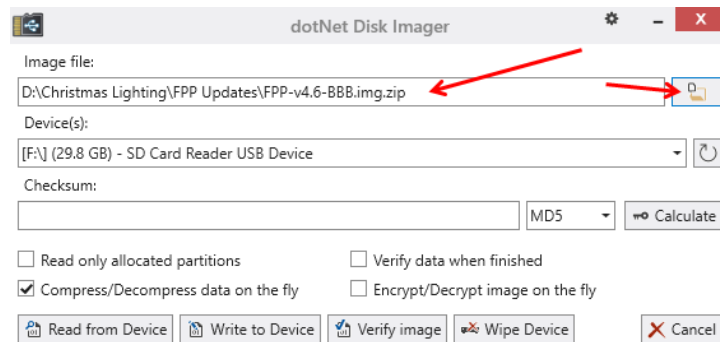 dotNet Disk Imager
Image file:
D:\Christmas Lighting\FPP Updates\FPP-v4.6-BBB.img.zip
Device(s):
[F:\] (29.8 GB) - SD Card Reader USB Device
Checksum:
MD5 Calculate
Read only allocated partitions Verify data when finished
Compress/Decompress data on the fly Encrypt/Decrypt image on the fly
Read from Device Write to Device Verify image Wipe Device Cancel